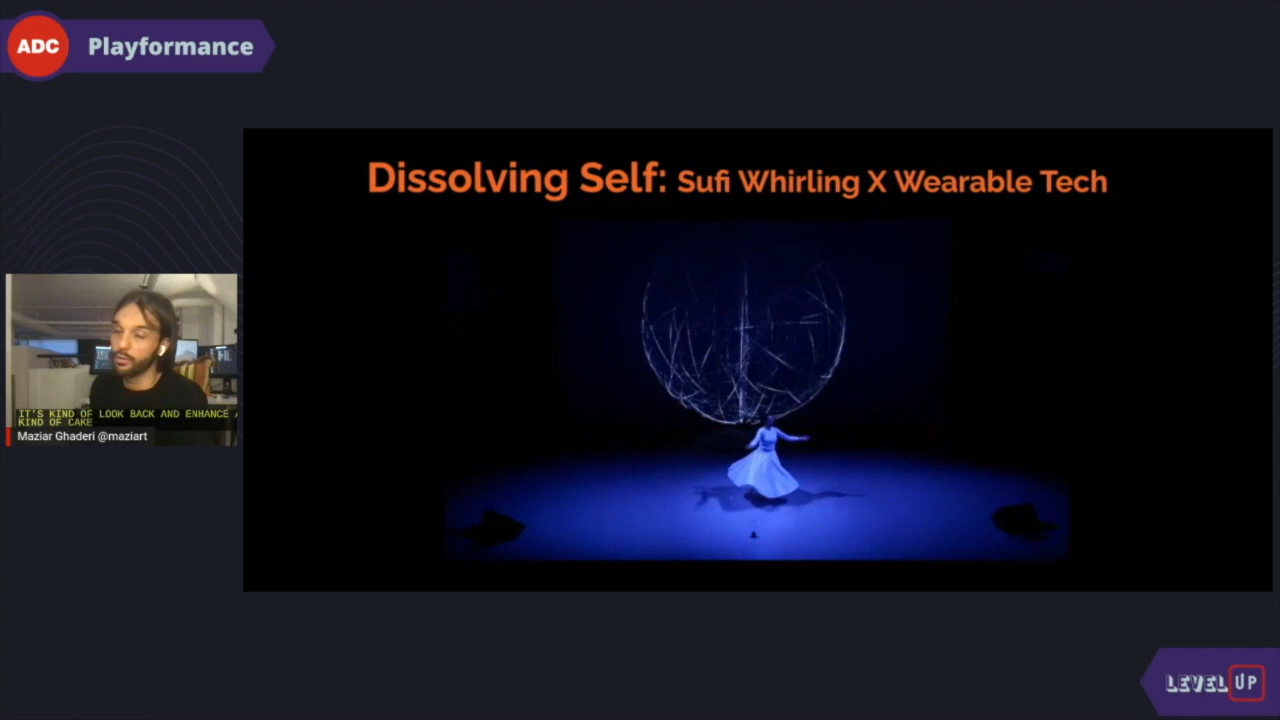 ADC
Playformance
Dissolving Self: Sufi Whirling X Wearable Tech
IT'S KIND OF LOOK BACK AND ENHANCE
KIND OF CAKE
Maziar Ghaderi @maziart
LEVEL UP